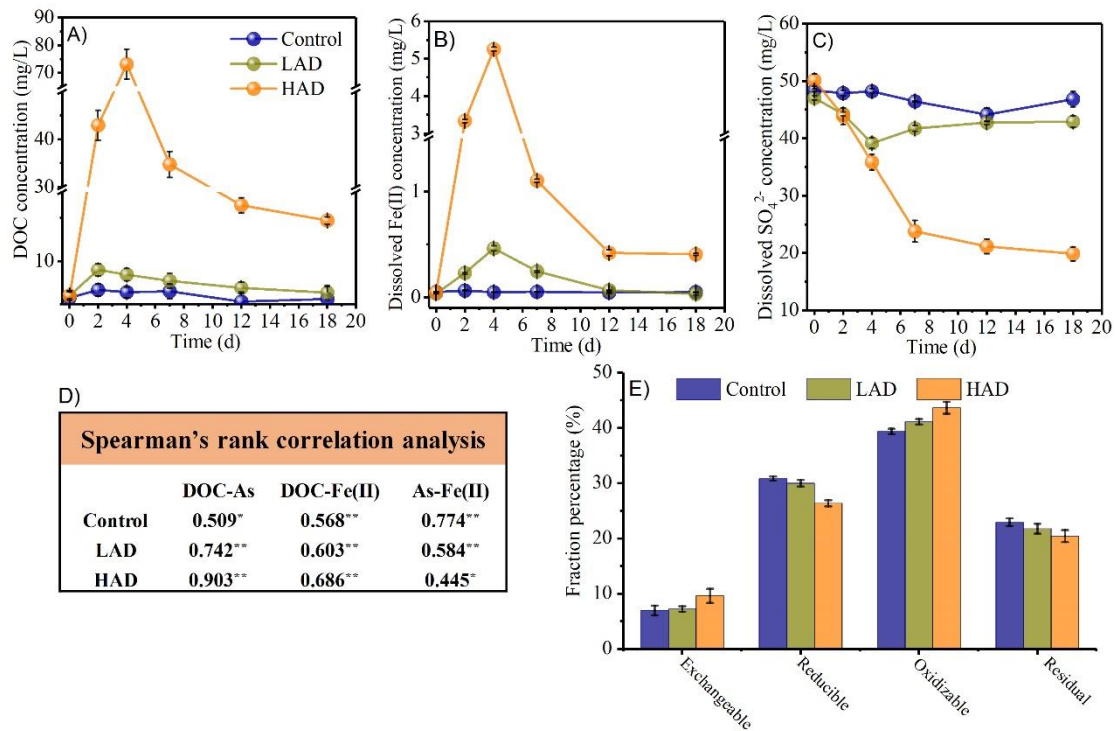 A)
DOC concentration (mg/L)
90
80
70
40
30
10
0 2 4 6 8 10 12 14 16 18 20
Time (d)
Control
LAD
HAD
B)
Dissolved Fe(II) concentration (mg/L)
6
5
4
3
1
0
0 2 4 6 8 10 12 14 16 18 20
Time (d)
C)
Dissolved SO₄²⁻ concentration (mg/L)
60
50
40
30
20
10
0 2 4 6 8 10 12 14 16 18 20
Time (d)
D)
Spearman's rank correlation analysis
DOC-As DOC-Fe(II) As-Fe(II)
Control 0.509* 0.568** 0.774**
LAD 0.742** 0.603** 0.584**
HAD 0.903** 0.686** 0.445*
E)
Control LAD HAD
Fraction percentage (%)
50
40
30
20
10
0
Exchangeable
Reducible
Oxidizable
Residual